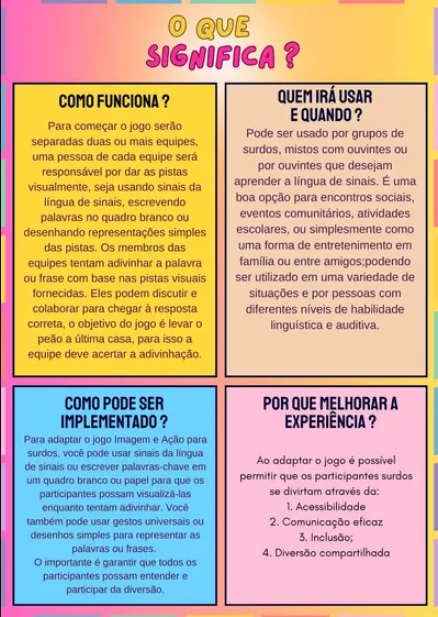 O QUE
SIGNIFICA ?
COMO FUNCIONA ?
Para começar o jogo serão
separadas duas ou mais equipes,
uma pessoa de cada equipe será
responsável por dar as pistas
visualmente, seja usando sinais da
língua de sinais, escrevendo
palavras no quadro branco ou
desenhando representações simples
das pistas. Os membros das
equipes tentam adivinhar a palavra
ou frase com base nas pistas visuais
fornecidas. Eles podem discutir e
colaborar para chegar à resposta
correta, o objetivo do jogo é levar o
peão a última casa, para isso a
equipe deve acertar a adivinhação.
QUEM IRÁ USAR
E QUANDO ?
Pode ser usado por grupos de
surdos, mistos com ouvintes ou
por ouvintes que desejam
aprender a língua de sinais. É uma
boa opção para encontros sociais,
eventos comunitários, atividades
escolares, ou simplesmente como
uma forma de entretenimento em
família ou entre amigos;podendo
ser utilizado em uma variedade de
situações e por pessoas com
diferentes níveis de habilidade
linguística e auditiva.
COMO PODE SER
IMPLEMENTADO ?
Para adaptar o jogo Imagem e Ação para
surdos, você pode usar sinais da língua
de sinais ou escrever palavras-chave em
um quadro branco ou papel para que os
participantes possam visualizá-las
enquanto tentam adivinhar. Você
também pode usar gestos universais ou
desenhos simples para representar as
palavras ou frases.
O importante é garantir que todos os
participantes possam entender e
participar da diversão.
POR QUE MELHORAR A
EXPERIÊNCIA ?
Ao adaptar o jogo é possível
permitir que os participantes surdos
se divirtam através da:
1. Acessibilidade
2. Comunicação eficaz
3. Inclusão;
4. Diversão compartilhada